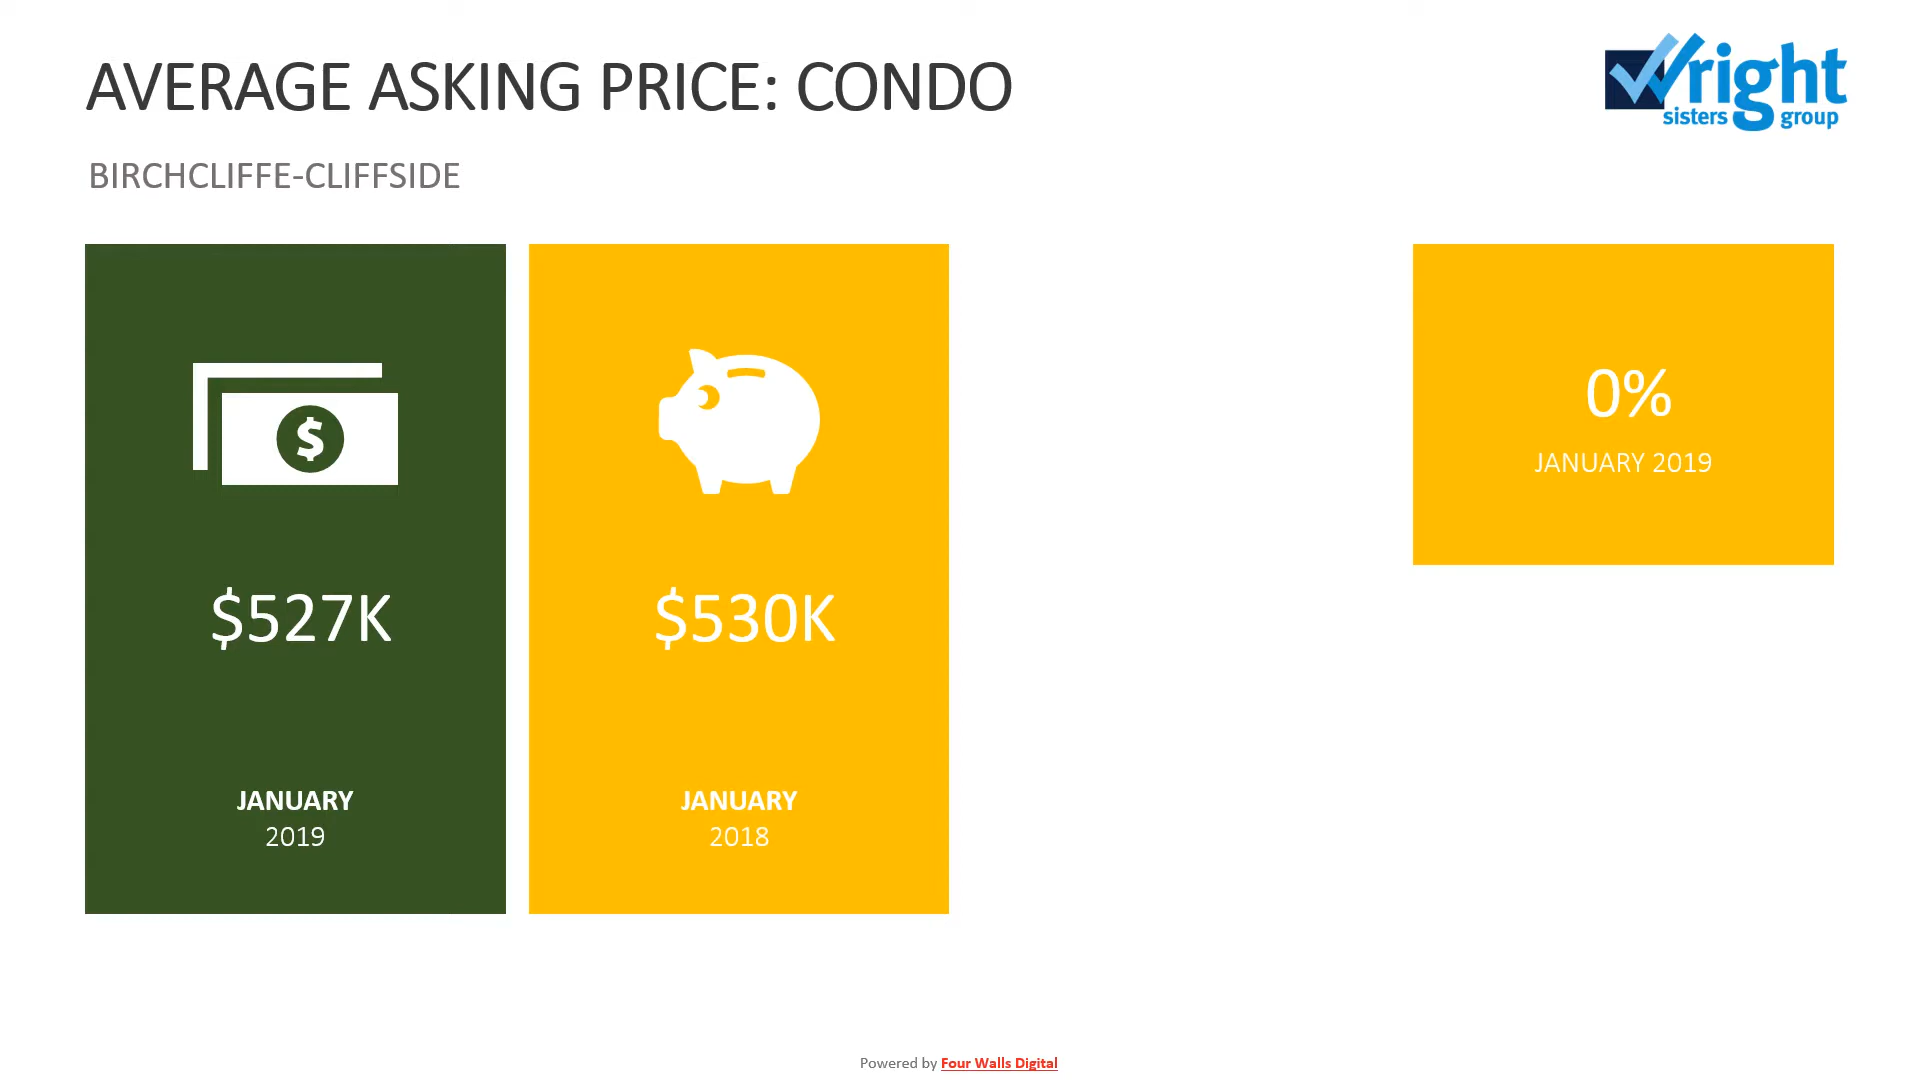 AVERAGE ASKING PRICE: CONDO
Wright
sisters group
BIRCHCLIFFE-CLIFFSIDE
$
$527K
JANUARY
2019
$530K
JANUARY
2018
0%
JANUARY 2019
Powered by Four Walls Digital